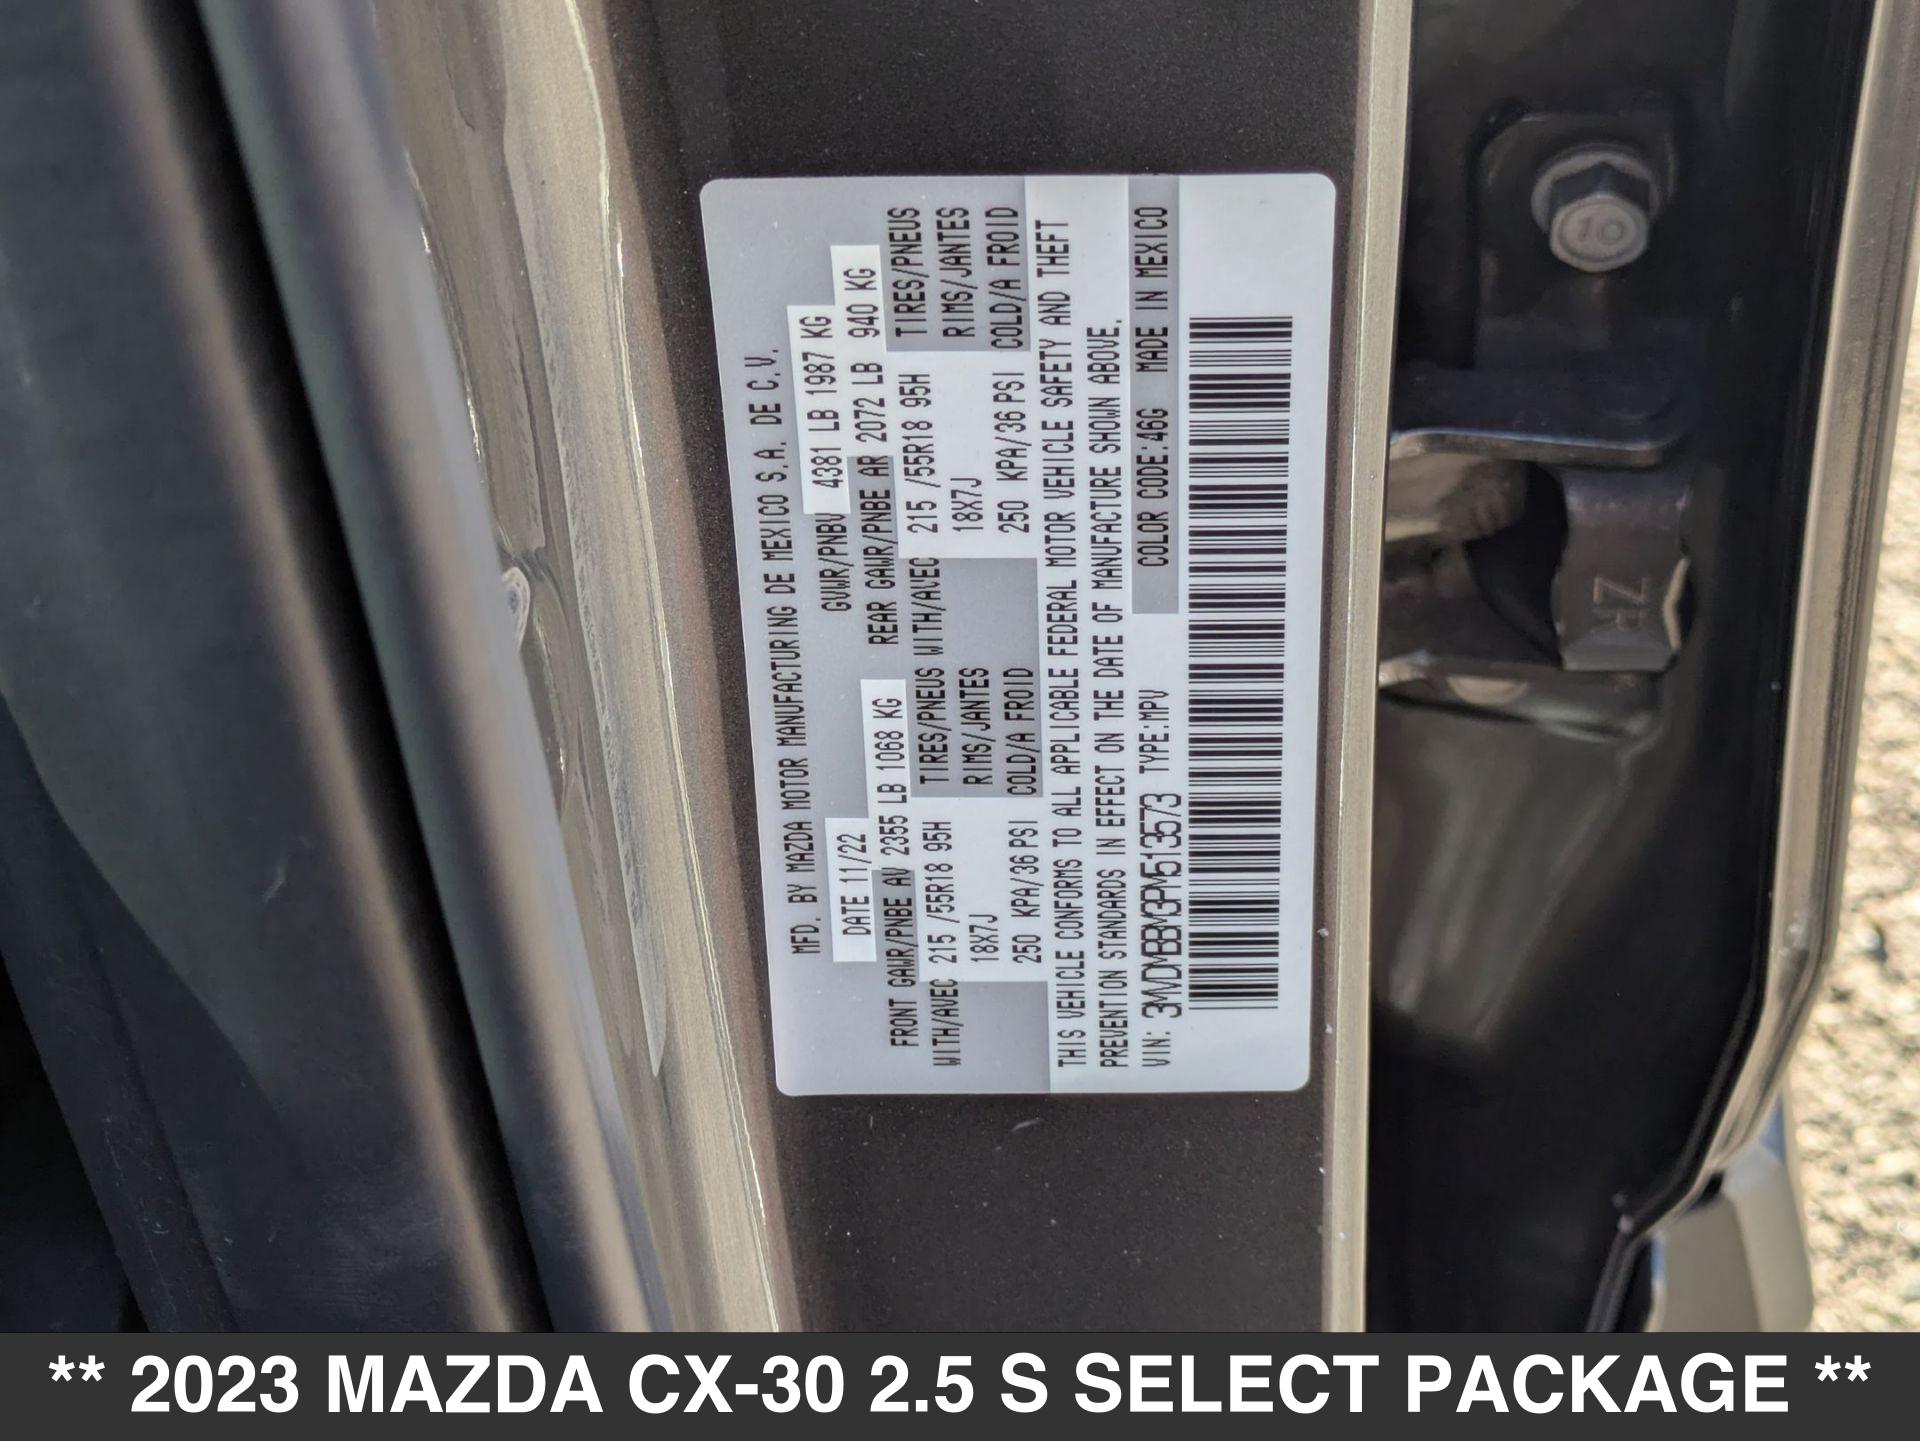 MFD. BY MAZDA MOTOR MANUFACTURING DE MEXICO S.A. DE C.V.
DATE 11/22 GVWR/PNBV 4381 LB 1987 KG
FRONT GAWR/PNBE AV 2355 LB 1068 KG REAR GAWR/PNBE AR 2072 LB 940 KG
WITH/AVEC 215 /55R18 95H TIRES/PNEUS WITH/AVEC 215 /55R18 95H TIRES/PNEUS
18X7J RIMS/JANTES 18X7J RIMS/JANTES
250 KPA/36 PSI COLD/A FROID 250 KPA/36 PSI COLD/A FROID
THIS VEHICLE CONFORMS TO ALL APPLICABLE FEDERAL MOTOR VEHICLE SAFETY AND THEFT
PREVENTION STANDARDS IN EFFECT ON THE DATE OF MANUFACTURE SHOWN ABOVE.
VIN: 3MVDMBBM3PM513573 TYPE:MPV COLOR CODE:46G MADE IN MEXICO
10
** 2023 MAZDA CX-30 2.5 S SELECT PACKAGE **